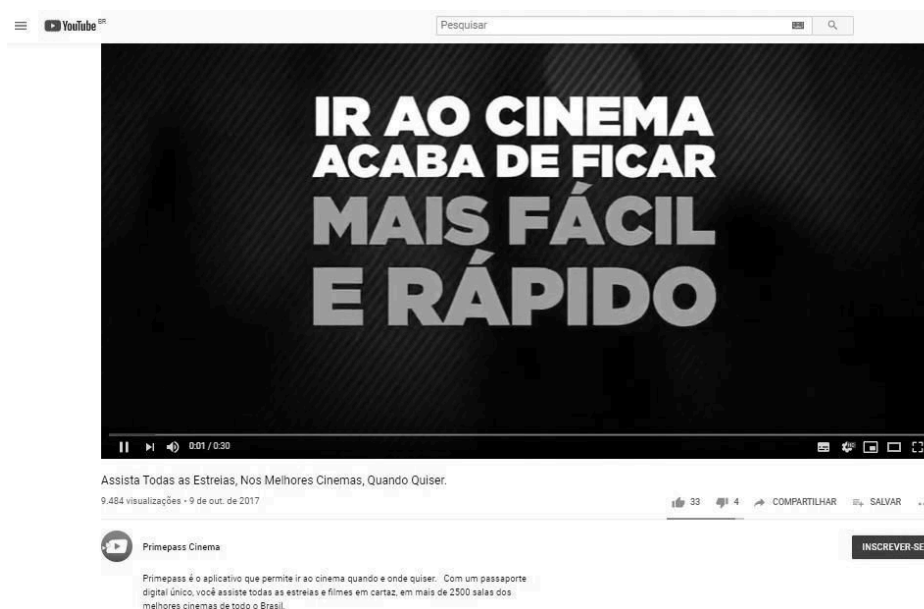 YouTube BR
Pesquisar
IR AO CINEMA
ACABA DE FICAR
MAIS FÁCIL
E RÁPIDO
0:01 / 0:30
Assista Todas as Estreias, Nos Melhores Cinemas, Quando Quiser.
9.484 visualizações • 9 de out. de 2017
33 4 COMPARTILHAR SALVAR
Primepass Cinema
INSCREVER-SE
Primepass é o aplicativo que permite ir ao cinema quando e onde quiser. Com um passaporte
digital único, você assiste todas as estreias e filmes em cartaz, em mais de 2500 salas dos
melhores cinemas de todo o Brasil.